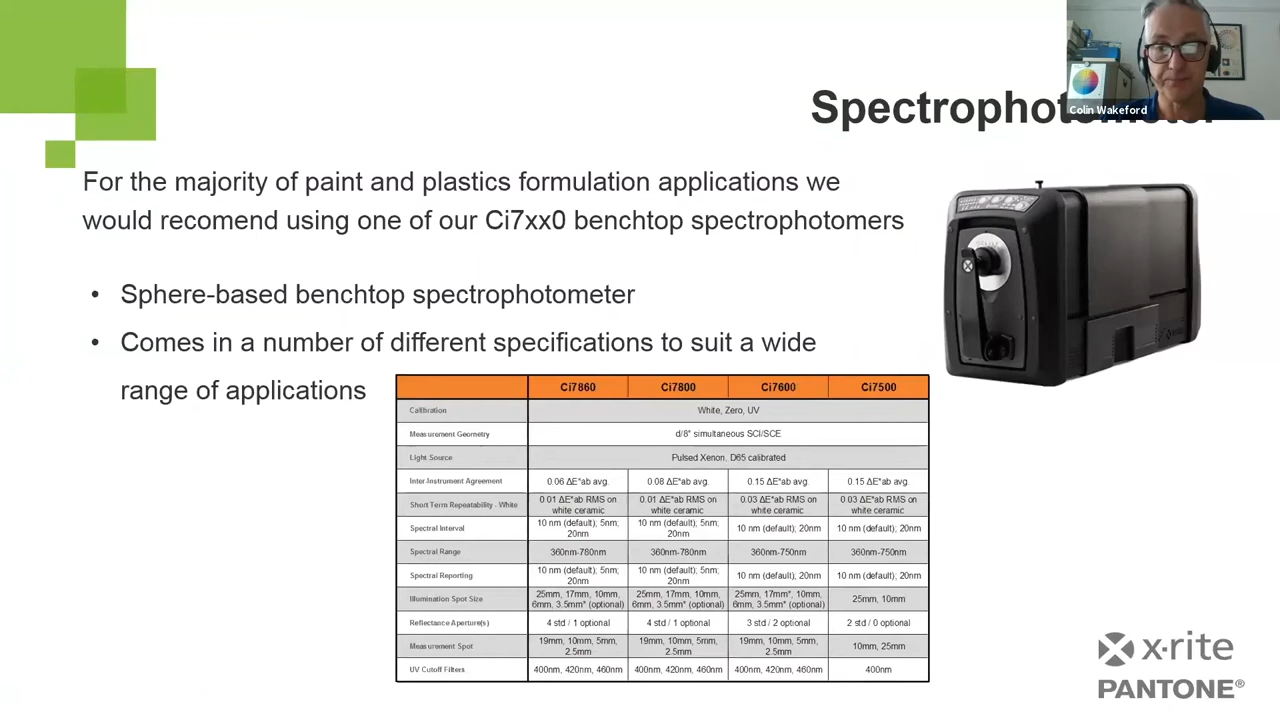 Spectrophotometer
Colin Wakeford
For the majority of paint and plastics formulation applications we
would recomend using one of our Ci7xx0 benchtop spectrophotomers
• Sphere-based benchtop spectrophotometer
• Comes in a number of different specifications to suit a wide
range of applications
Ci7860 Ci7800 Ci7600 Ci7500
Calibration White, Zero, UV
Measurement Geometry d/8° simultaneous SCI/SCE
Light Source Pulsed Xenon, D65 calibrated
Inter-Instrument Agreement 0.06 ΔE*ab avg. 0.08 ΔE*ab avg. 0.15 ΔE*ab avg. 0.15 ΔE*ab avg.
Short Term Repeatability - White 0.01 ΔE*ab RMS on white ceramic 0.01 ΔE*ab RMS on white ceramic 0.03 ΔE*ab RMS on white ceramic 0.03 ΔE*ab RMS on white ceramic
Spectral Interval 10 nm (default); 5nm; 20nm 10 nm (default); 5nm; 20nm 10 nm (default); 20nm 10 nm (default); 20nm
Spectral Range 360nm-780nm 360nm-780nm 360nm-750nm 360nm-750nm
Spectral Reporting 10 nm (default); 5nm; 20nm 10 nm (default); 5nm; 20nm 10 nm (default); 20nm 10 nm (default); 20nm
Illumination Spot Size 25mm, 17mm, 10mm, 6mm, 3.5mm* (optional) 25mm, 17mm, 10mm, 6mm, 3.5mm* (optional) 25mm, 17mm*, 10mm, 6mm, 3.5mm* (optional) 25mm, 10mm
Reflectance Aperture(s) 4 std / 1 optional 4 std / 1 optional 3 std / 2 optional 2 std / 0 optional
Measurement Spot 19mm, 10mm, 5mm, 2.5mm 19mm, 10mm, 5mm, 2.5mm 19mm, 10mm, 5mm, 2.5mm 10mm, 25mm
UV Cutoff Filters 400nm, 420nm, 460nm 400nm, 420nm, 460nm 400nm, 420nm, 460nm 400nm
x·rite
PANTONE®